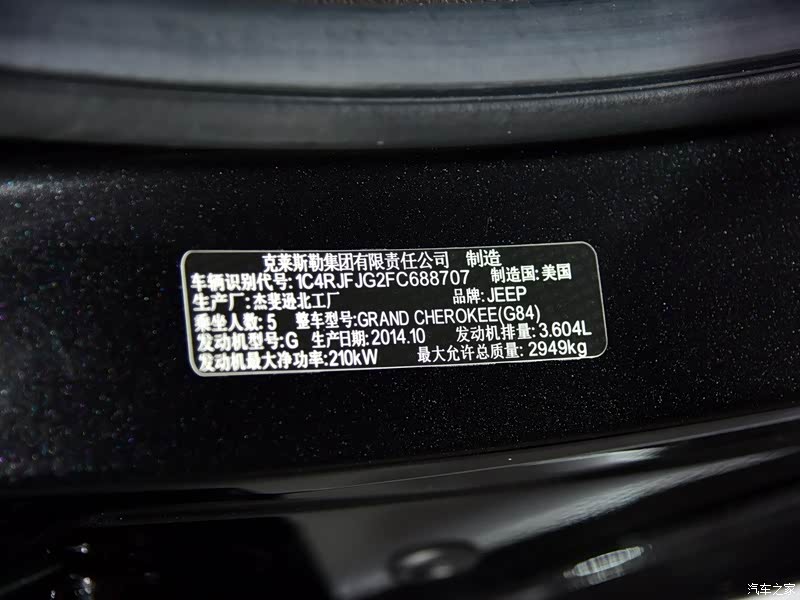 克莱斯勒集团有限责任公司 制造
车辆识别代号:1C4RJFJG2FC688707 制造国:美国
生产厂:杰斐逊北工厂 品牌:JEEP
乘坐人数:5 整车型号:GRAND CHEROKEE(G84)
发动机型号:G 生产日期:2014.10 发动机排量:3.604L
发动机最大净功率:210kW 最大允许总质量:2949kg
汽车之家